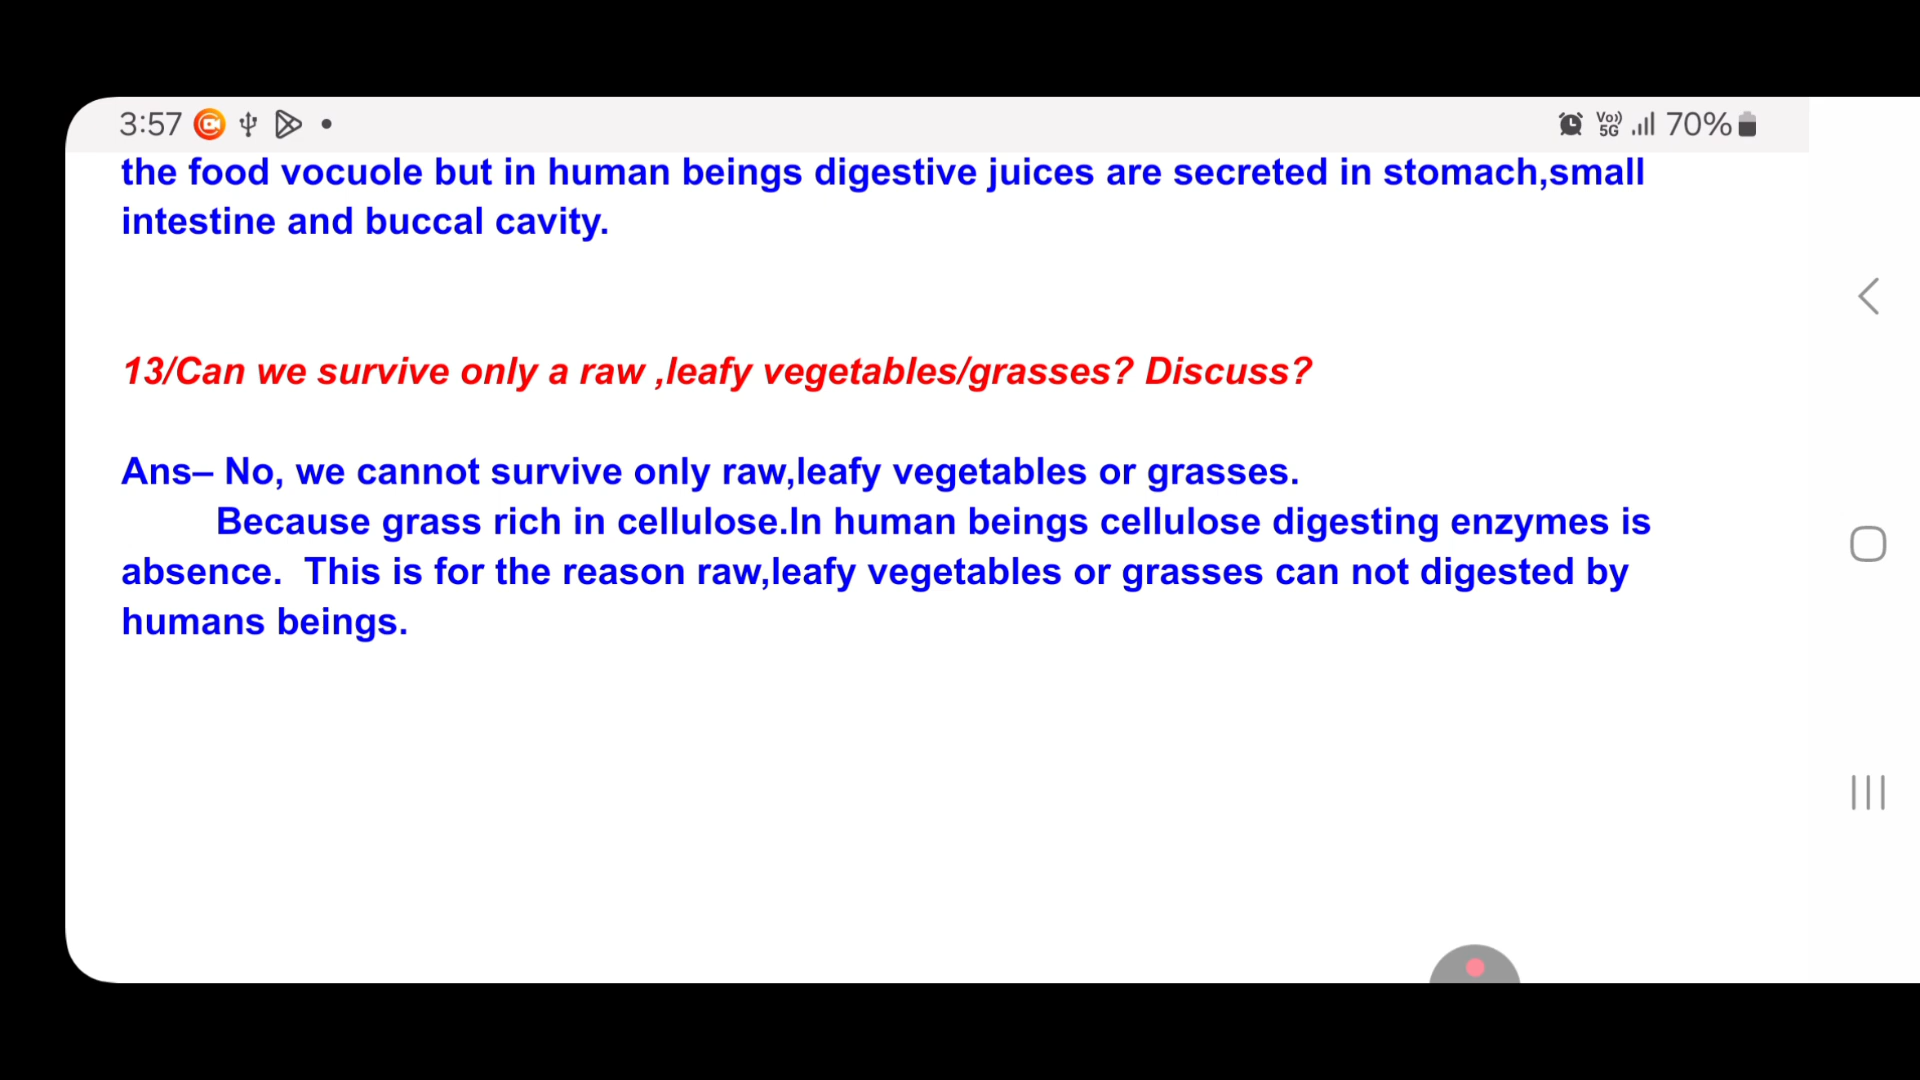 3:57 Vo)) 5G 70%
the food vocuole but in human beings digestive juices are secreted in stomach,small
intestine and buccal cavity.
13/Can we survive only a raw ,leafy vegetables/grasses? Discuss?
Ans– No, we cannot survive only raw,leafy vegetables or grasses.
Because grass rich in cellulose.In human beings cellulose digesting enzymes is
absence.  This is for the reason raw,leafy vegetables or grasses can not digested by
humans beings.